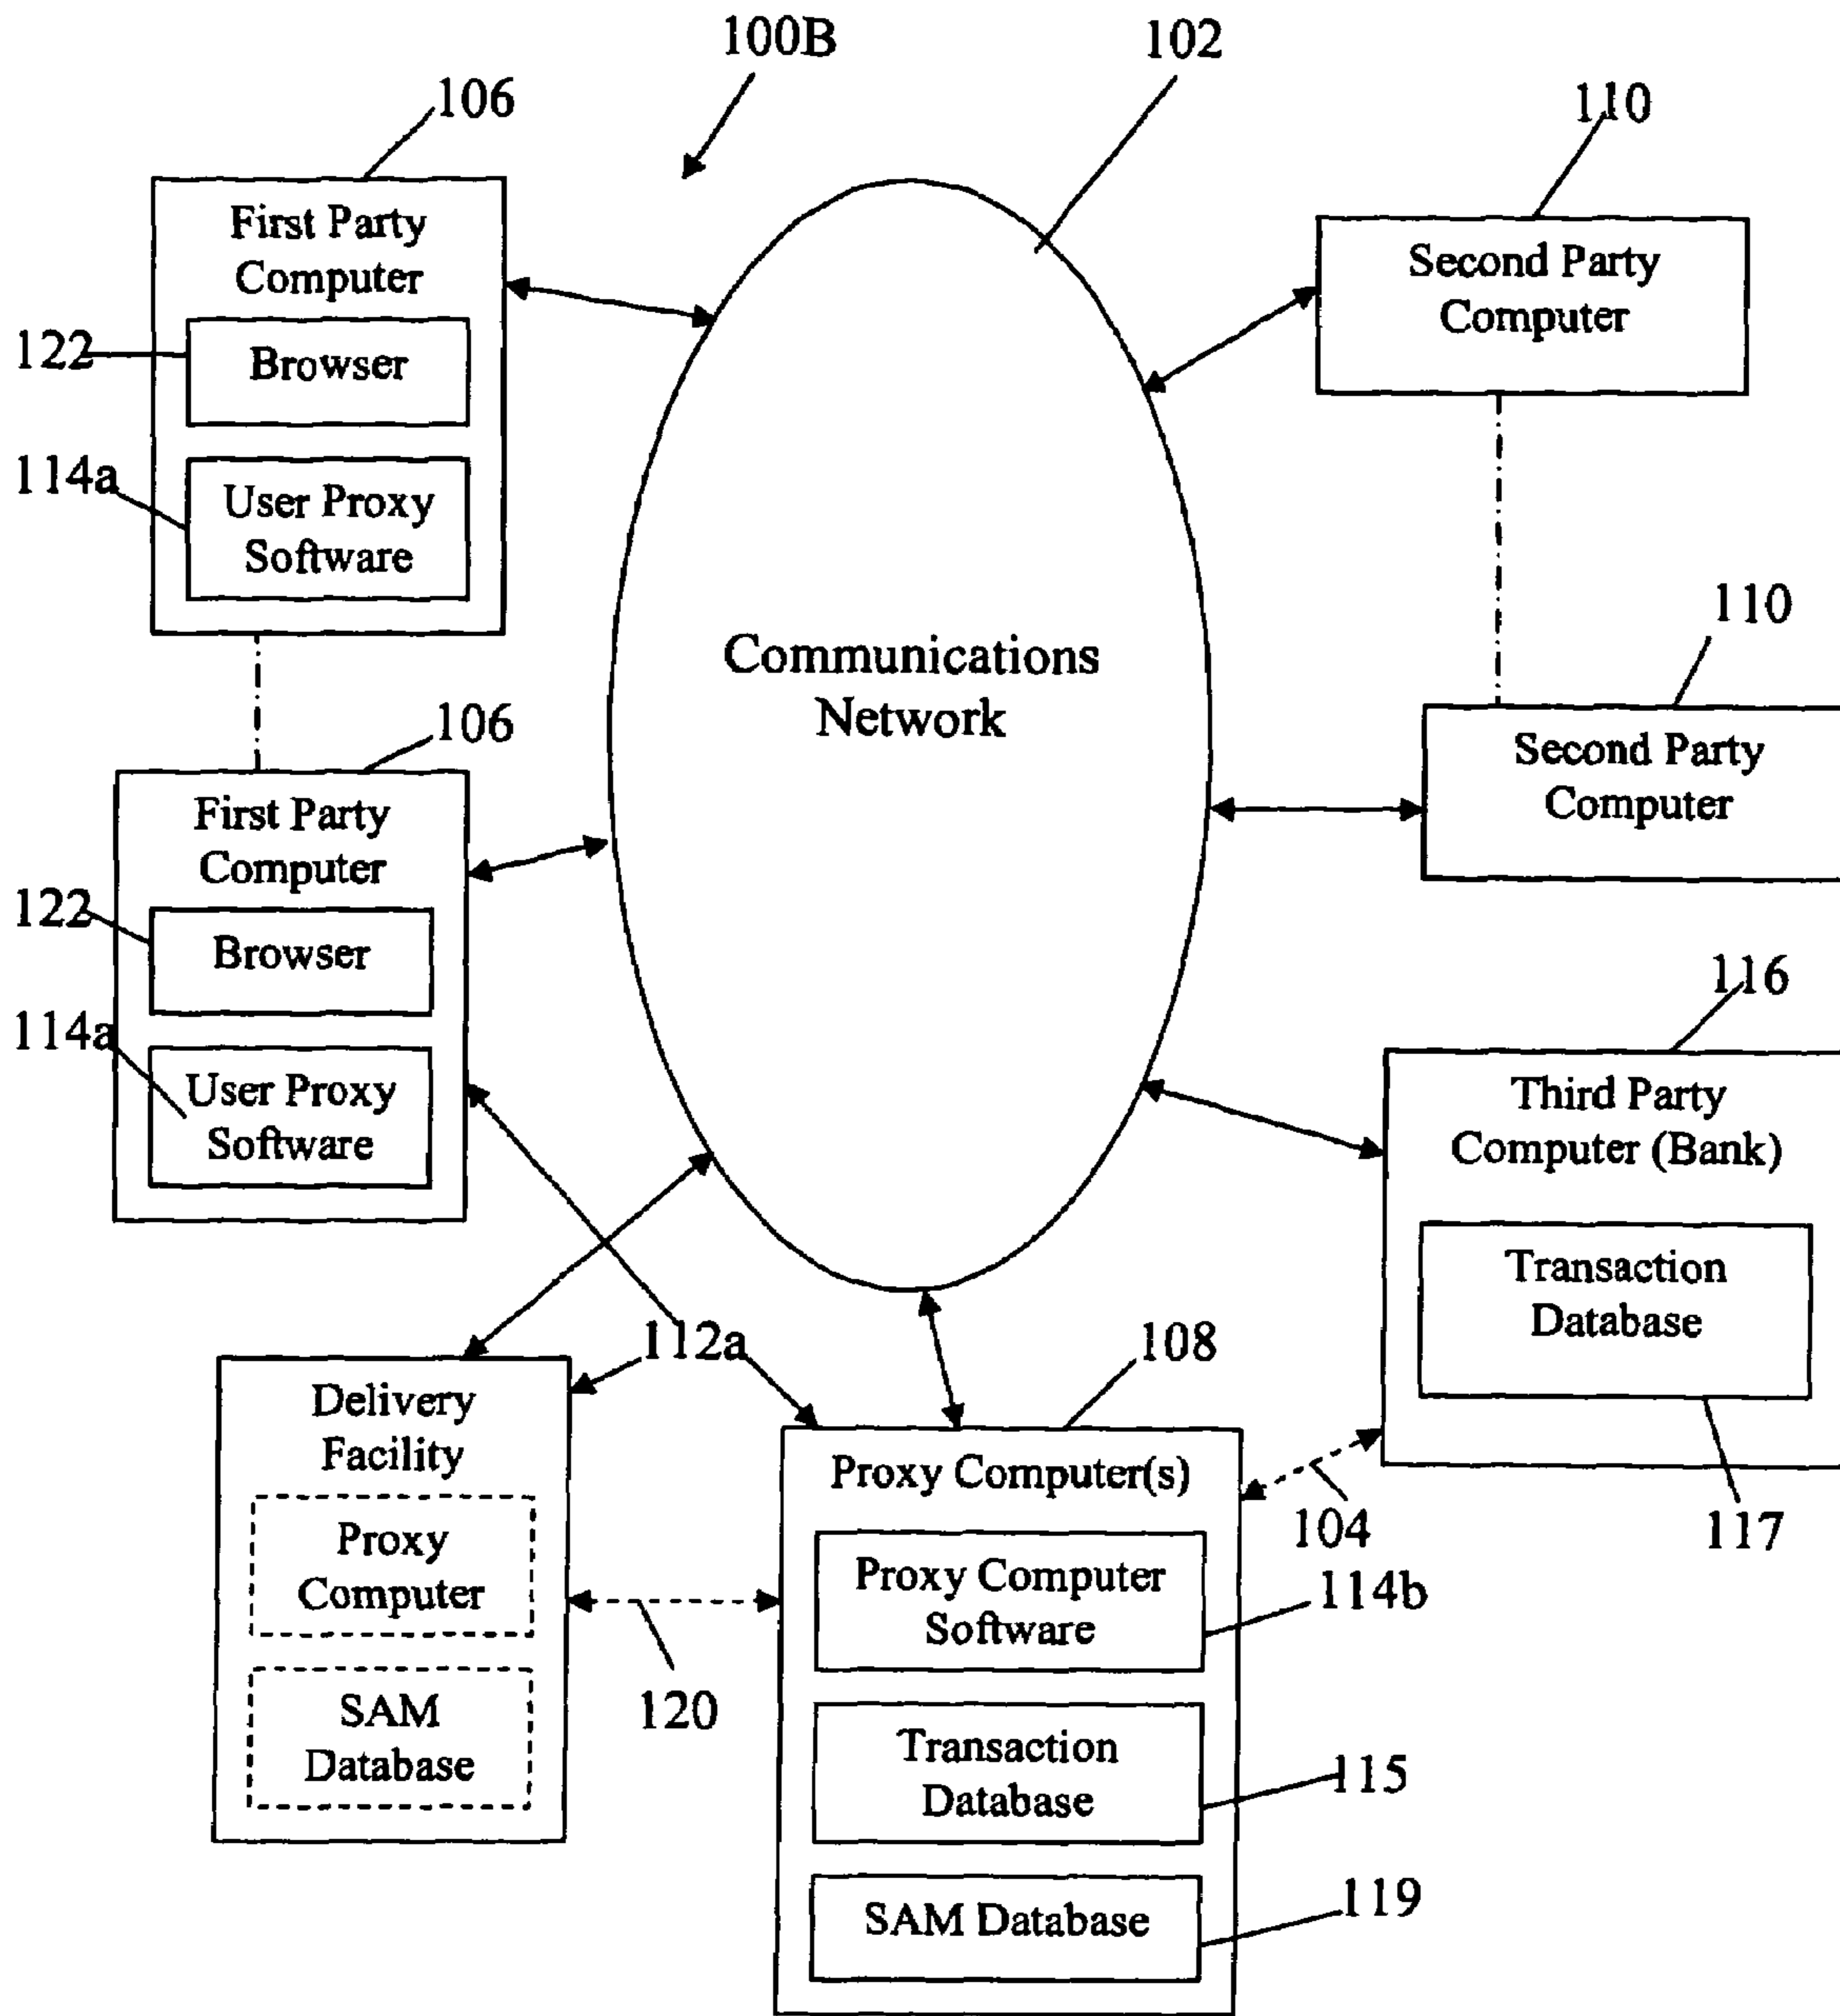 100B
102
106
110
First Party
Computer
122
Browser
114a
User Proxy
Software
Second Party
Computer
110
Second Party
Computer
Communications
Network
106
First Party
Computer
122
Browser
114a
User Proxy
Software
116
Third Party
Computer (Bank)
Transaction
Database
117
112a
108
104
Delivery
Facility
Proxy
Computer
SAM
Database
120
Proxy Computer(s)
Proxy Computer
Software
114b
Transaction
Database
115
SAM Database
119